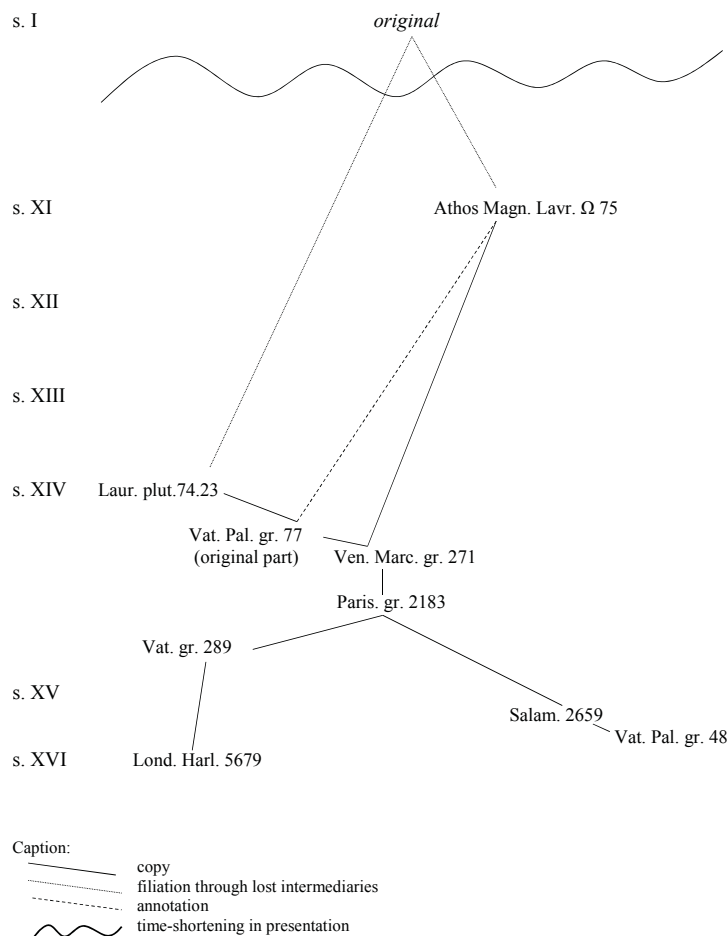 s. I
original
s. XI
Athos Magn. Lavr. Ω 75
s. XII
s. XIII
s. XIV
Laur. plut.74.23
Vat. Pal. gr. 77
(original part)
Ven. Marc. gr. 271
Paris. gr. 2183
Vat. gr. 289
s. XV
Salam. 2659
Vat. Pal. gr. 48
s. XVI
Lond. Harl. 5679
Caption:
copy
filiation through lost intermediaries
annotation
time-shortening in presentation